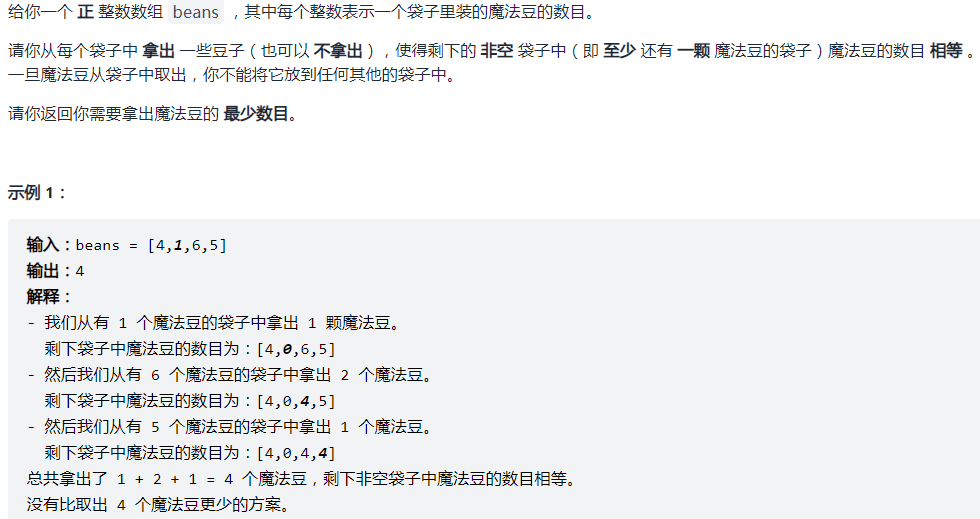 给你一个 正 整数数组 beans ，其中每个整数表示一个袋子里装的魔法豆的数目。
请你从每个袋子中 拿出 一些豆子（也可以 不拿出），使得剩下的 非空 袋子中（即 至少 还有 一颗 魔法豆的袋子）魔法豆的数目 相等 。
一旦魔法豆从袋子中取出，你不能将它放到任何其他的袋子中。
请你返回你需要拿出魔法豆的 最少数目。
示例 1：
输入：beans = [4,1,6,5]
输出：4
解释：
- 我们从有 1 个魔法豆的袋子中拿出 1 颗魔法豆。
剩下袋子中魔法豆的数目为：[4,0,6,5]
- 然后我们从有 6 个魔法豆的袋子中拿出 2 个魔法豆。
剩下袋子中魔法豆的数目为：[4,0,4,5]
- 然后我们从有 5 个魔法豆的袋子中拿出 1 个魔法豆。
剩下袋子中魔法豆的数目为：[4,0,4,4]
总共拿出了 1 + 2 + 1 = 4 个魔法豆，剩下非空袋子中魔法豆的数目相等。
没有比取出 4 个魔法豆更少的方案。